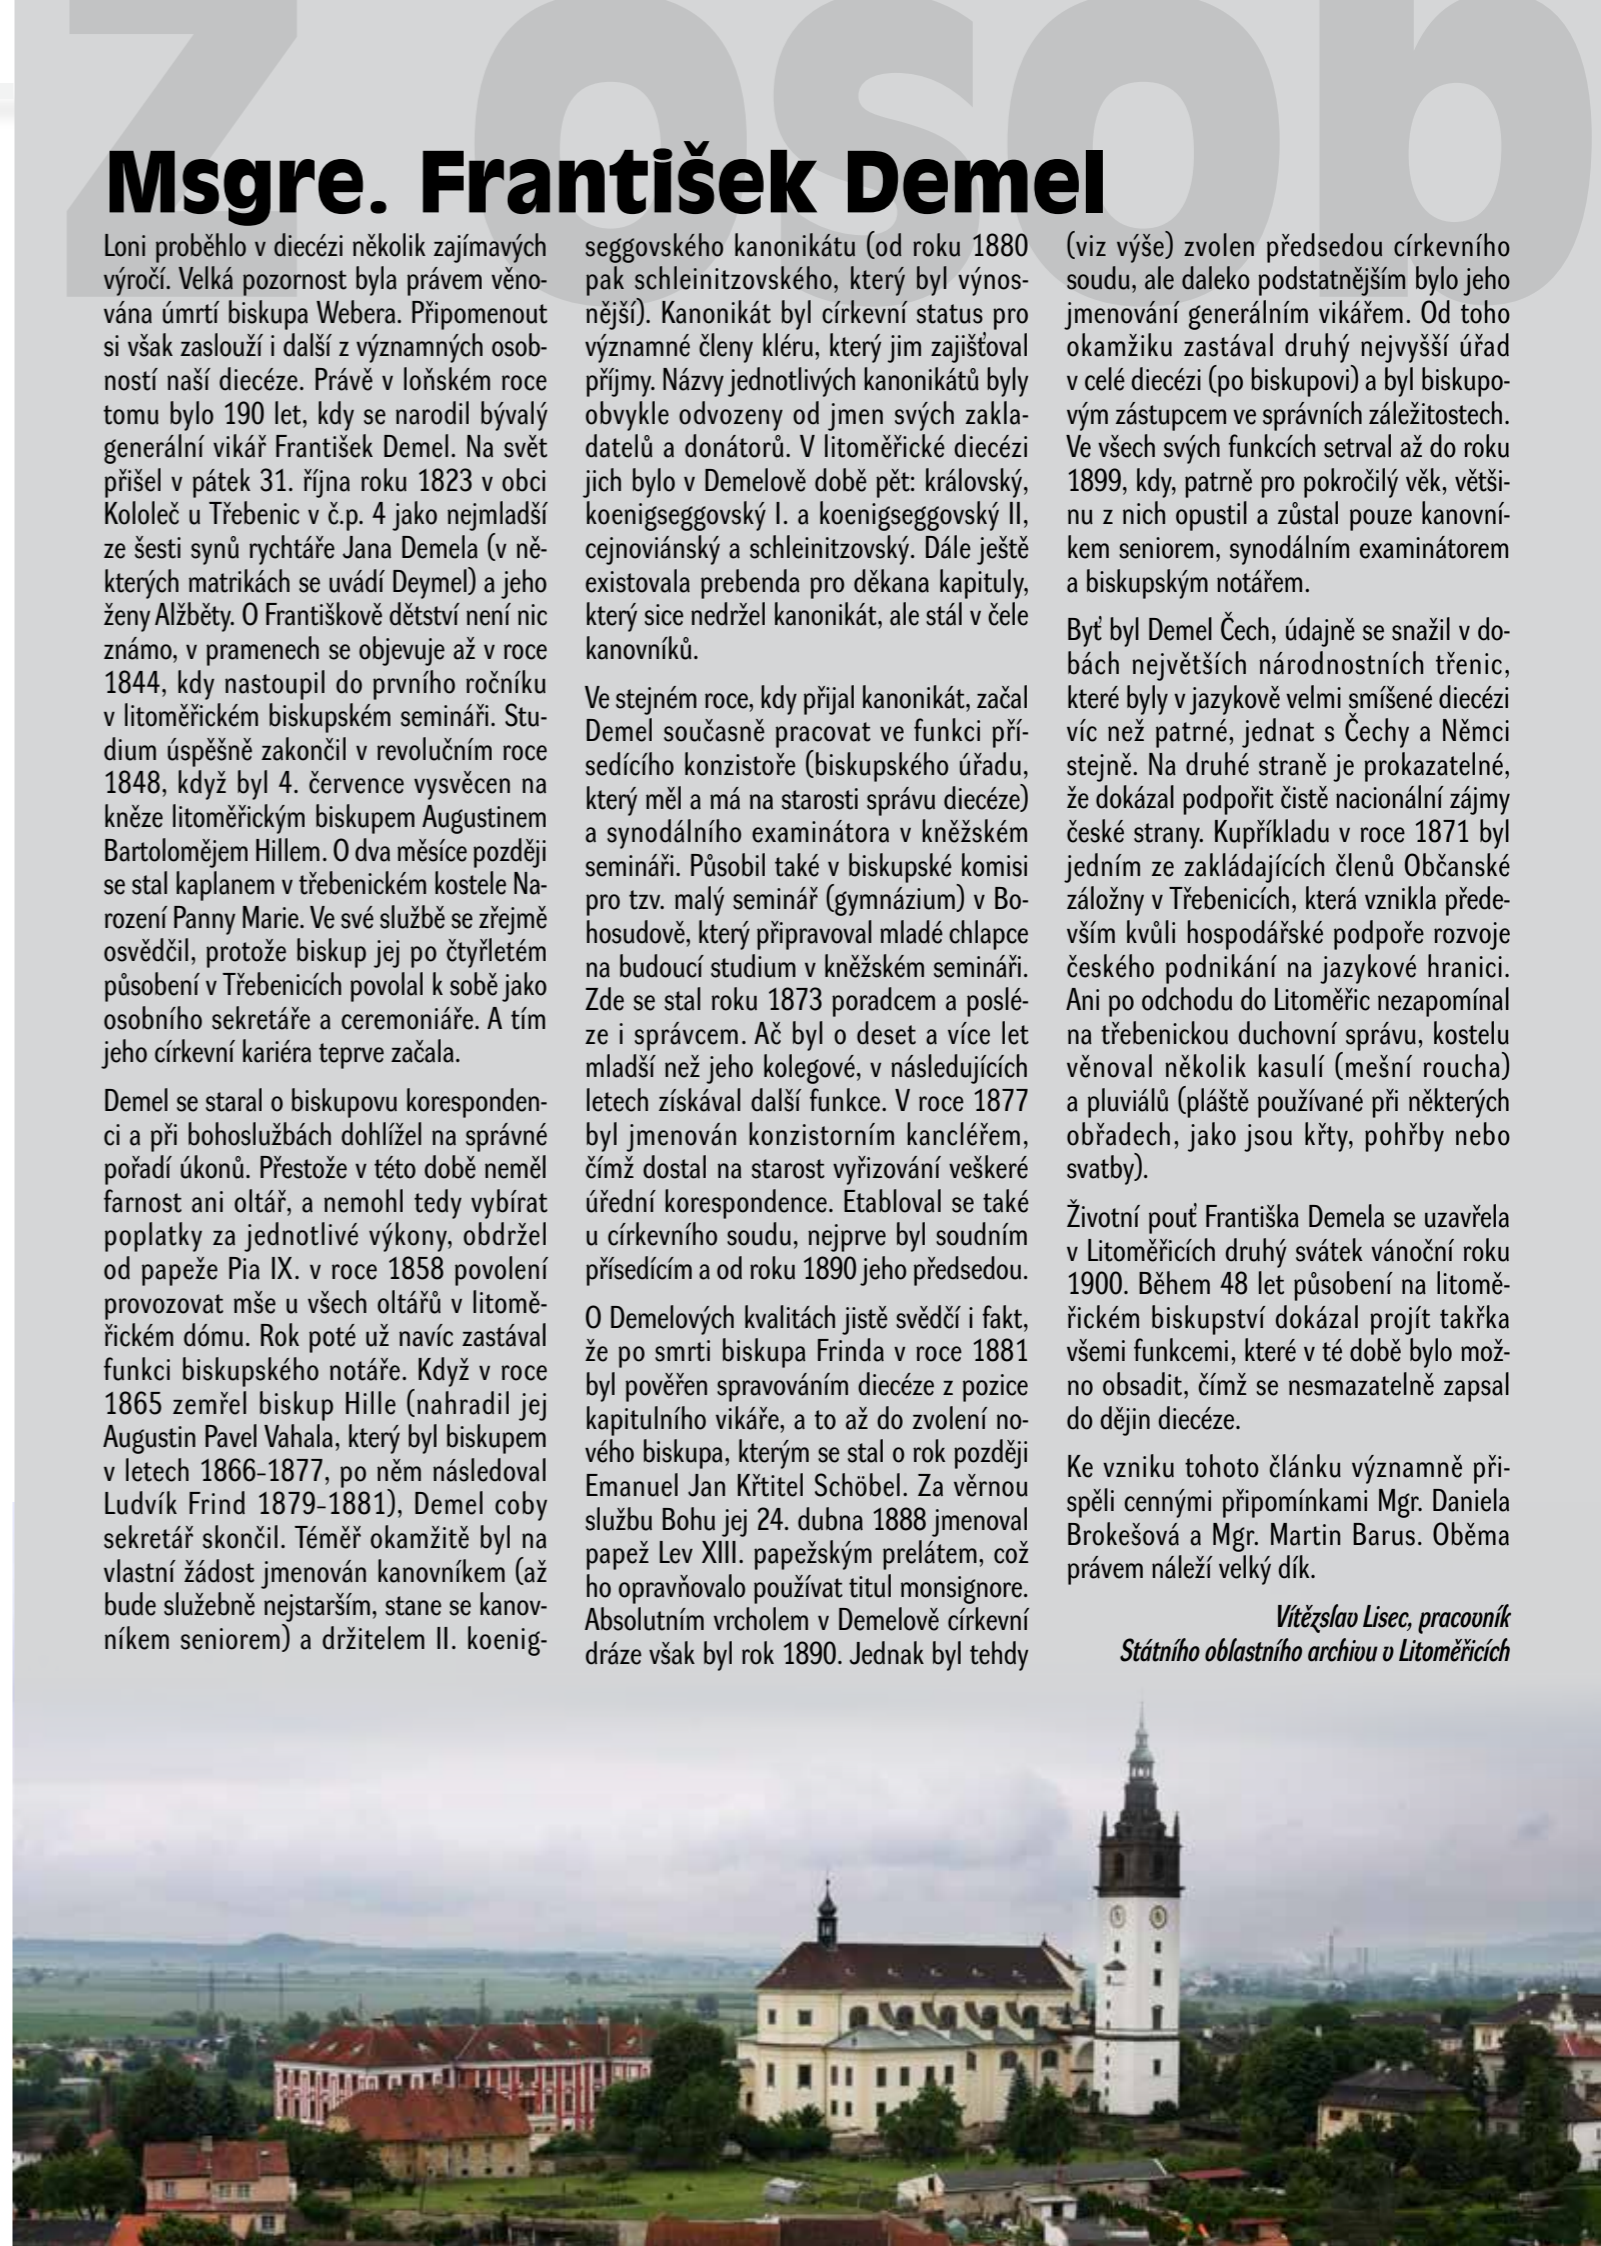 z osob
Msgre. František Demel
Loni proběhlo v diecézi několik zajímavých
výročí. Velká pozornost byla právem věno-
vána úmrtí biskupa Webera. Připomenout
si však zaslouží i další z významných osob-
ností naší diecéze. Právě v loňském roce
tomu bylo 190 let, kdy se narodil bývalý
generální vikář František Demel. Na svět
přišel v pátek 31. října roku 1823 v obci
Kololeč u Třebenic v č.p. 4 jako nejmladší
ze šesti synů rychtáře Jana Demela (v ně-
kterých matrikách se uvádí Deymel) a jeho
ženy Alžběty. O Františkově dětství není nic
známo, v pramenech se objevuje až v roce
1844, kdy nastoupil do prvního ročníku
v litoměřickém biskupském semináři. Stu-
dium úspěšně zakončil v revolučním roce
1848, když byl 4. července vysvěcen na
kněze litoměřickým biskupem Augustinem
Bartolomějem Hillem. O dva měsíce později
se stal kaplanem v třebenickém kostele Na-
rození Panny Marie. Ve své službě se zřejmě
osvědčil, protože biskup jej po čtyřletém
působení v Třebenicích povolal k sobě jako
osobního sekretáře a ceremoniáře. A tím
jeho církevní kariéra teprve začala.
Demel se staral o biskupovu koresponden-
ci a při bohoslužbách dohlížel na správné
pořadí úkonů. Přestože v této době neměl
farnost ani oltář, a nemohl tedy vybírat
poplatky za jednotlivé výkony, obdržel
od papeže Pia IX. v roce 1858 povolení
provozovat mše u všech oltářů v litomě-
řickém dómu. Rok poté už navíc zastával
funkci biskupského notáře. Když v roce
1865 zemřel biskup Hille (nahradil jej
Augustin Pavel Vahala, který byl biskupem
v letech 1866–1877, po něm následoval
Ludvík Frind 1879–1881), Demel coby
sekretář skončil. Téměř okamžitě byl na
vlastní žádost jmenován kanovníkem (až
bude služebně nejstarším, stane se kanov-
níkem seniorem) a držitelem II. koenig-
seggovského kanonikátu (od roku 1880
pak schleinitzovského, který byl výnos-
nější). Kanonikát byl církevní status pro
významné členy kléru, který jim zajišťoval
příjmy. Názvy jednotlivých kanonikátů byly
obvykle odvozeny od jmen svých zakla-
datelů a donátorů. V litoměřické diecézi
jich bylo v Demelově době pět: královský,
koenigseggovský I. a koenigseggovský II,
cejnoviánský a schleinitzovský. Dále ještě
existovala prebenda pro děkana kapituly,
který sice nedržel kanonikát, ale stál v čele
kanovníků.
Ve stejném roce, kdy přijal kanonikát, začal
Demel současně pracovat ve funkci pří-
sedícího konzistoře (biskupského úřadu,
který měl a má na starosti správu diecéze)
a synodálního examinátora v kněžském
semináři. Působil také v biskupské komisi
pro tzv. malý seminář (gymnázium) v Bo-
hosudově, který připravoval mladé chlapce
na budoucí studium v kněžském semináři.
Zde se stal roku 1873 poradcem a poslé-
ze i správcem. Ač byl o deset a více let
mladší než jeho kolegové, v následujících
letech získával další funkce. V roce 1877
byl jmenován konzistorním kancléřem,
čímž dostal na starost vyřizování veškeré
úřední korespondence. Etabloval se také
u církevního soudu, nejprve byl soudním
přísedícím a od roku 1890 jeho předsedou.
O Demelových kvalitách jistě svědčí i fakt,
že po smrti biskupa Frinda v roce 1881
byl pověřen spravováním diecéze z pozice
kapitulního vikáře, a to až do zvolení no-
vého biskupa, kterým se stal o rok později
Emanuel Jan Křtitel Schöbel. Za věrnou
službu Bohu jej 24. dubna 1888 jmenoval
papež Lev XIII. papežským prelátem, což
ho opravňovalo používat titul monsignore.
Absolutním vrcholem v Demelově církevní
dráze však byl rok 1890. Jednak byl tehdy
(viz výše) zvolen předsedou církevního
soudu, ale daleko podstatnějším bylo jeho
jmenování generálním vikářem. Od toho
okamžiku zastával druhý nejvyšší úřad
v celé diecézi (po biskupovi) a byl biskupo-
vým zástupcem ve správních záležitostech.
Ve všech svých funkcích setrval až do roku
1899, kdy, patrně pro pokročilý věk, větši-
nu z nich opustil a zůstal pouze kanovní-
kem seniorem, synodálním examinátorem
a biskupským notářem.
Byť byl Demel Čech, údajně se snažil v do-
bách největších národnostních třenic,
které byly v jazykově velmi smíšené diecézi
víc než patrné, jednat s Čechy a Němci
stejně. Na druhé straně je prokazatelné,
že dokázal podpořit čistě nacionální zájmy
české strany. Kupříkladu v roce 1871 byl
jedním ze zakládajících členů Občanské
záložny v Třebenicích, která vznikla přede-
vším kvůli hospodářské podpoře rozvoje
českého podnikání na jazykové hranici.
Ani po odchodu do Litoměřic nezapomínal
na třebenickou duchovní správu, kostelu
věnoval několik kasulí (mešní roucha)
a pluviálů (pláště používané při některých
obřadech, jako jsou křty, pohřby nebo
svatby).
Životní pouť Františka Demela se uzavřela
v Litoměřicích druhý svátek vánoční roku
1900. Během 48 let působení na litomě-
řickém biskupství dokázal projít takřka
všemi funkcemi, které v té době bylo mož-
no obsadit, čímž se nesmazatelně zapsal
do dějin diecéze.
Ke vzniku tohoto článku významně při-
spěli cennými připomínkami Mgr. Daniela
Brokešová a Mgr. Martin Barus. Oběma
právem náleží velký dík.
Vítězslav Lisec, pracovník
Státního oblastního archivu v Litoměřicích